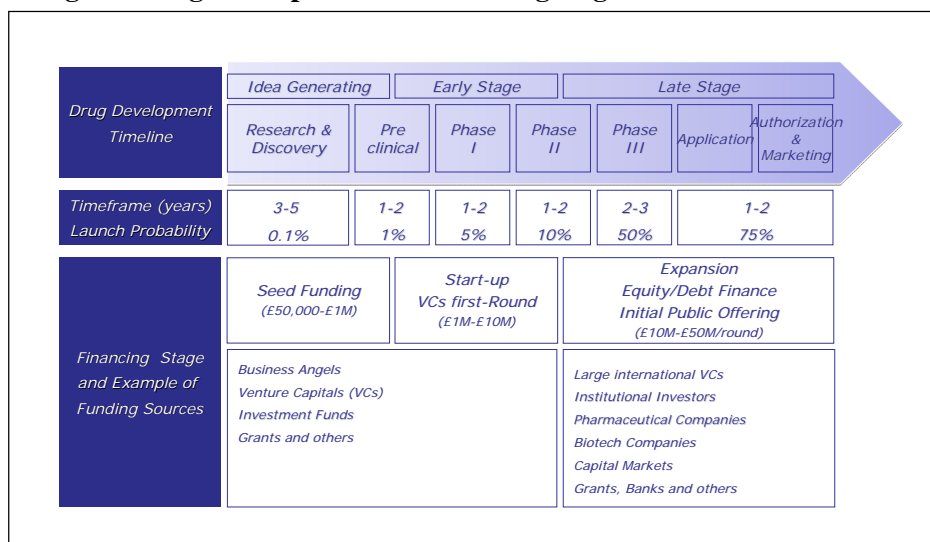 Drug Development
Timeline
Idea Generating
Early Stage
Late Stage
Research &
Discovery
Pre
clinical
Phase
I
Phase
II
Phase
III
Application
Authorization
&
Marketing
Timeframe (years)
Launch Probability
3-5
0.1%
1-2
1%
1-2
5%
1-2
10%
2-3
50%
1-2
75%
Financing Stage
and Example of
Funding Sources
Seed Funding
(£50,000-£1M)
Start-up
VCs first-Round
(£1M-£10M)
Expansion
Equity/Debt Finance
Initial Public Offering
(£10M-£50M/round)
Business Angels
Venture Capitals (VCs)
Investment Funds
Grants and others
Large international VCs
Institutional Investors
Pharmaceutical Companies
Biotech Companies
Capital Markets
Grants, Banks and others